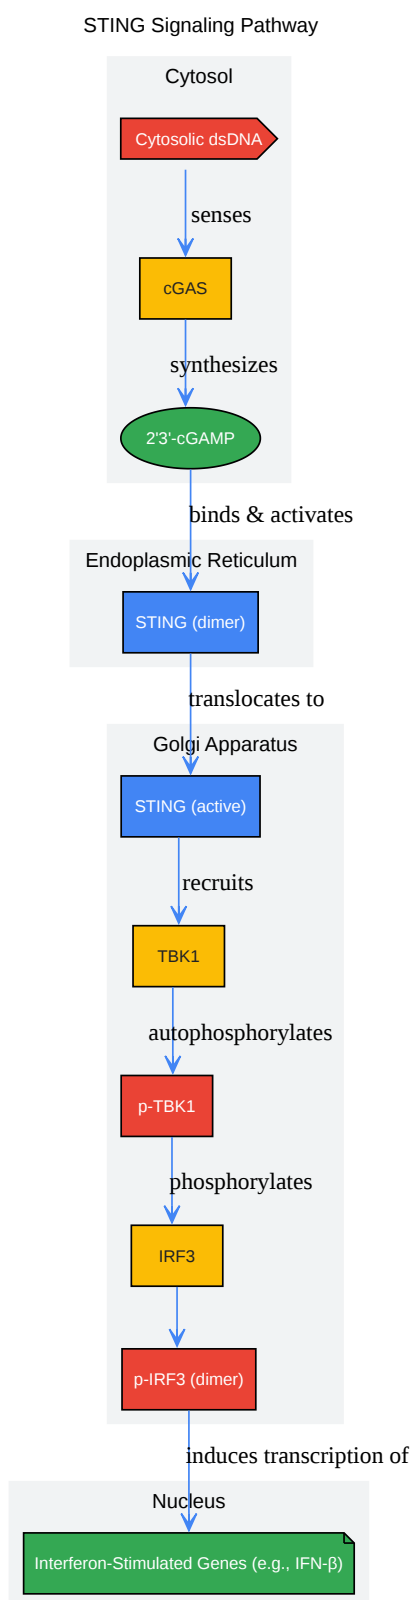 STING Signaling Pathway
Cytosol
Cytosolic dsDNA
senses
cGAS
synthesizes
2'3'-cGAMP
binds & activates
Endoplasmic Reticulum
STING (dimer)
translocates to
Golgi Apparatus
STING (active)
recruits
TBK1
autophosphorylates
p-TBK1
phosphorylates
IRF3
p-IRF3 (dimer)
induces transcription of
Nucleus
Interferon-Stimulated Genes (e.g., IFN-β)